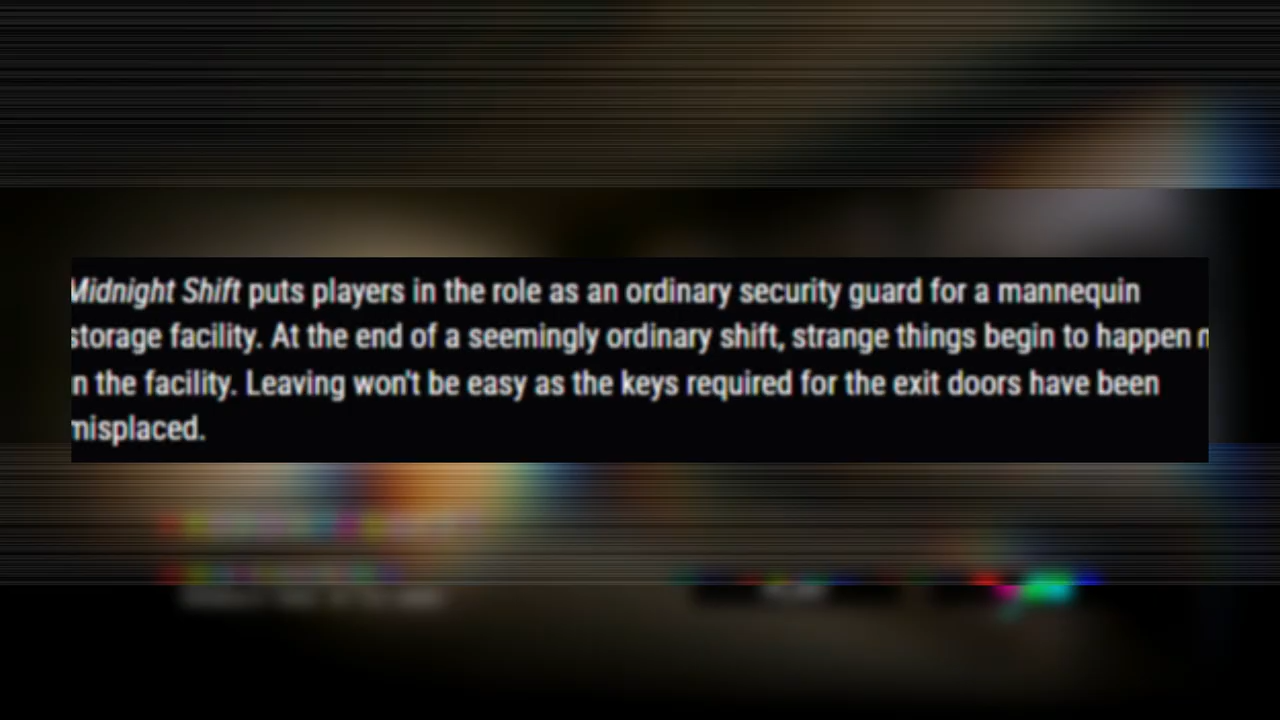 Midnight Shift puts players in the role as an ordinary security guard for a mannequin
storage facility. At the end of a seemingly ordinary shift, strange things begin to happen
in the facility. Leaving won't be easy as the keys required for the exit doors have been
misplaced.